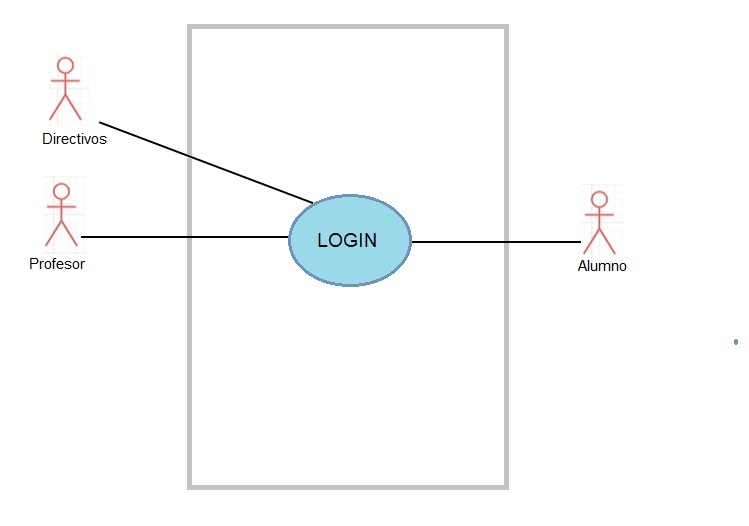 Directivos
Profesor
LOGIN
Alumno